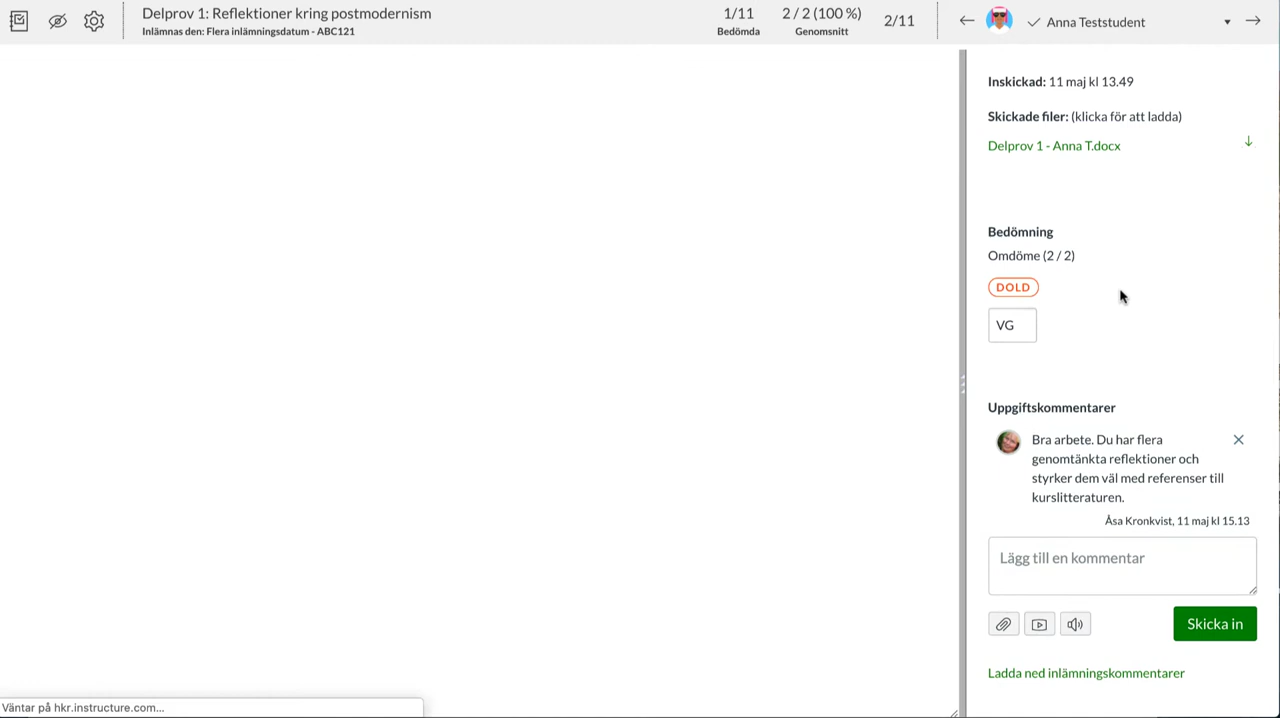 Delprov 1: Reflektioner kring postmodernism
Inlämnas den: Flera inlämningsdatum - ABC121
1/11
Bedömda
2 / 2 (100 %)
Genomsnitt
2/11
Anna Teststudent
Inskickad: 11 maj kl 13.49
Skickade filer: (klicka för att ladda)
Delprov 1 - Anna T.docx
Bedömning
Omdöme (2 / 2)
DOLD
VG
Uppgiftskommentarer
Bra arbete. Du har flera
genomtänkta reflektioner och
styrker dem väl med referenser till
kurslitteraturen.
Åsa Kronkvist, 11 maj kl 15.13
Lägg till en kommentar
Skicka in
Ladda ned inlämningskommentarer
Väntar på hkr.instructure.com...